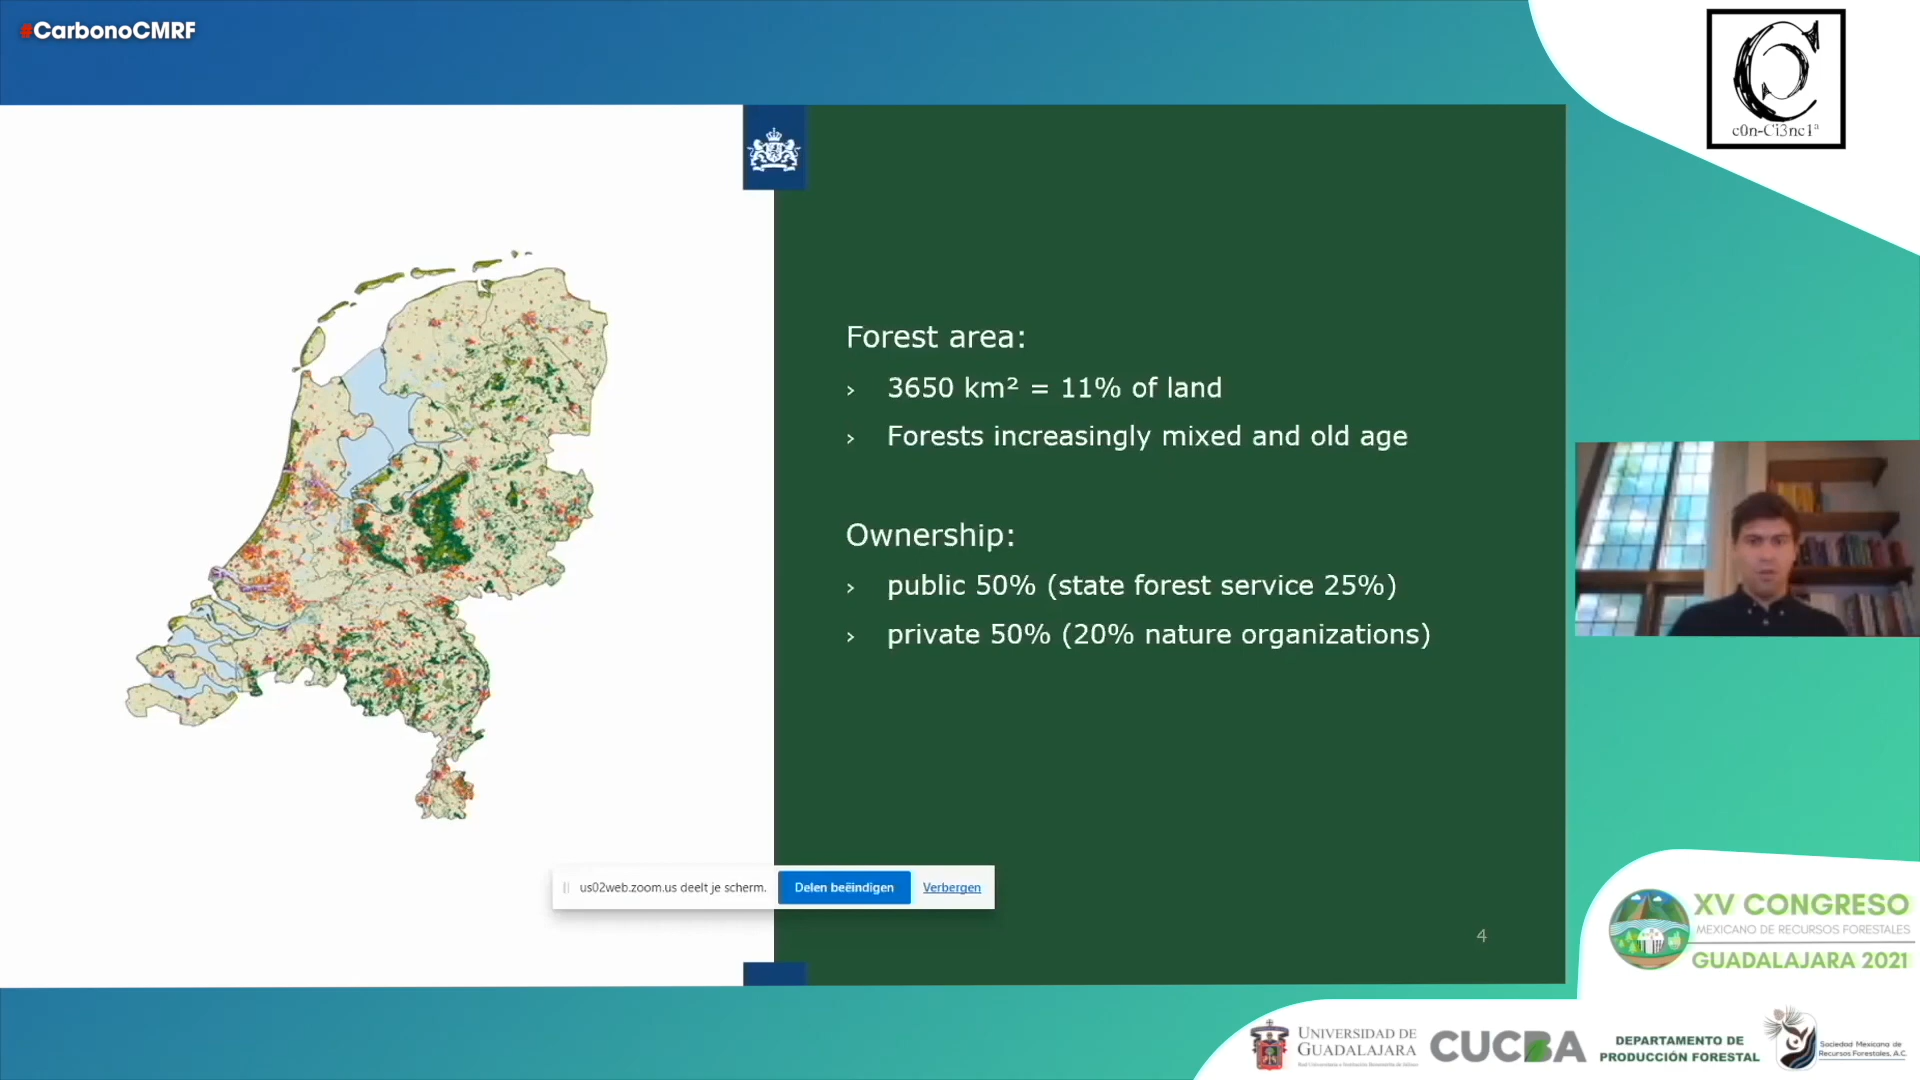 #CarbonoCMRF
c0n-Ci3nc1ª
Forest area:
› 3650 km² = 11% of land
› Forests increasingly mixed and old age
Ownership:
› public 50% (state forest service 25%)
› private 50% (20% nature organizations)
us02web.zoom.us deelt je scherm.
Delen beëindigen
Verbergen
4
XV CONGRESO
MEXICANO DE RECURSOS FORESTALES
GUADALAJARA 2021
UNIVERSIDAD DE
GUADALAJARA
CUCBA
DEPARTAMENTO DE
PRODUCCIÓN FORESTAL
Sociedad Mexicana de
Recursos Forestales, A.C.